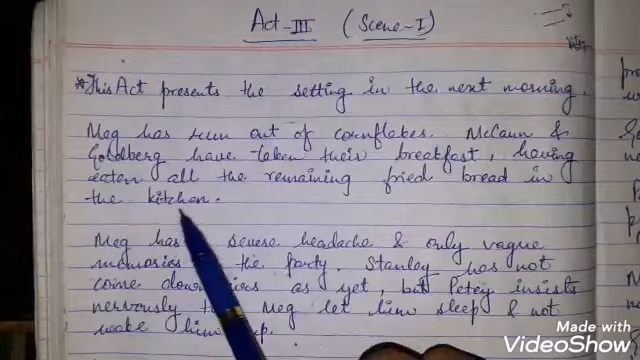 Act-III (Scene-I)
*This Act presents the setting in the next morning.
Meg has run out of cornflakes. McCann &
Goldberg have taken their breakfast, having
eaten all the remaining fried bread in
the kitchen.
Meg has severe headache & only vague
memories the party. Stanley has not
come as yet, but Petey insists
nervously Meg let him sleep & not
wake him up.
Made with
VideoShow